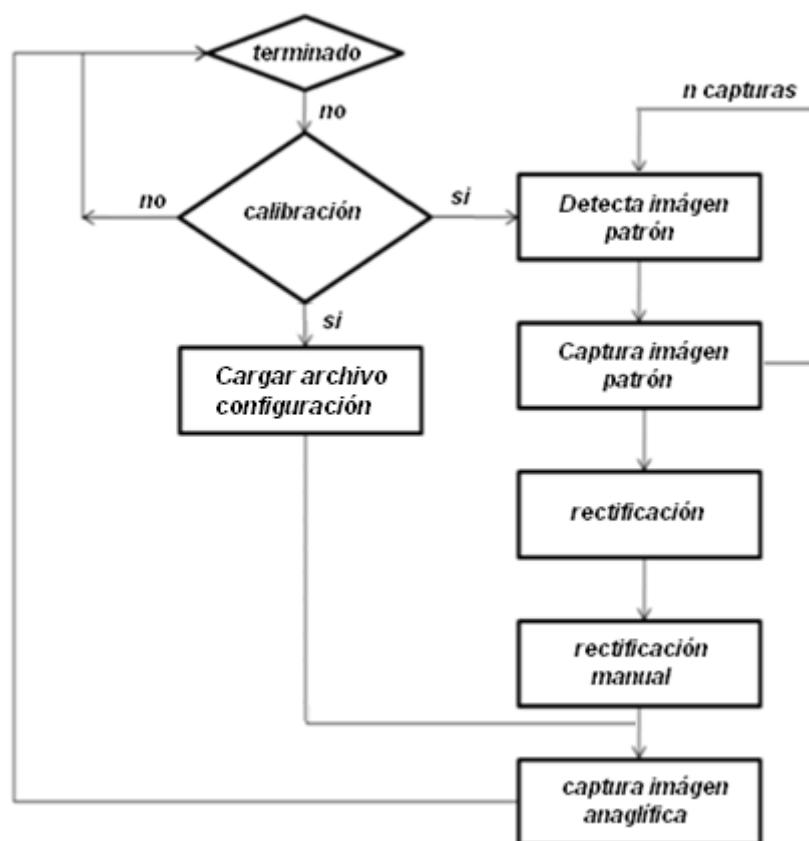 terminado
n capturas
no
no
calibración
si
Detecta imágen
patrón
si
Captura imágen
patrón
Cargar archivo
configuración
rectificación
rectificación
manual
captura imágen
anaglífica